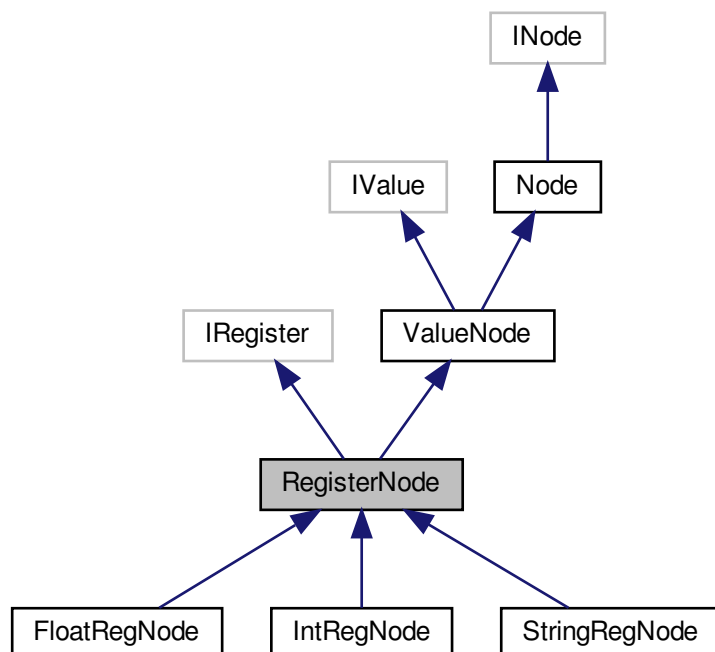 INode
IValue
Node
IRegister
ValueNode
RegisterNode
FloatRegNode
IntRegNode
StringRegNode